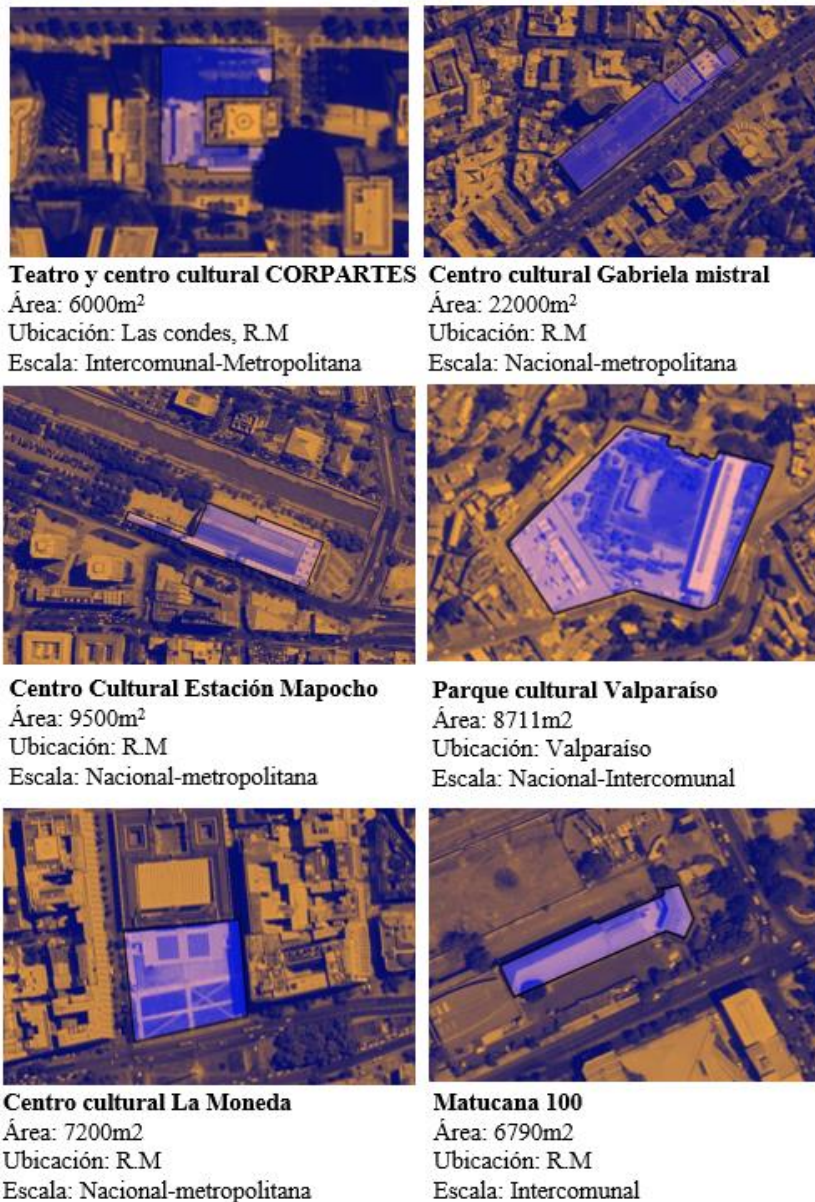 Teatro y centro cultural CORPARTES
Área: 6000m²
Ubicación: Las condes, R.M
Escala: Intercomunal-Metropolitana
Centro cultural Gabriela mistral
Área: 22000m²
Ubicación: R.M
Escala: Nacional-metropolitana
Centro Cultural Estación Mapocho
Área: 9500m²
Ubicación: R.M
Escala: Nacional-metropolitana
Parque cultural Valparaíso
Área: 8711m2
Ubicación: Valparaíso
Escala: Nacional-Intercomunal
Centro cultural La Moneda
Área: 7200m2
Ubicación: R.M
Escala: Nacional-metropolitana
Matucana 100
Área: 6790m2
Ubicación: R.M
Escala: Intercomunal